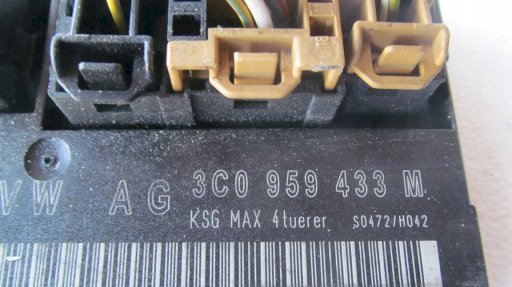 VW AG 3C0 959 433 M
KSG MAX 4tuerer S0472/H042